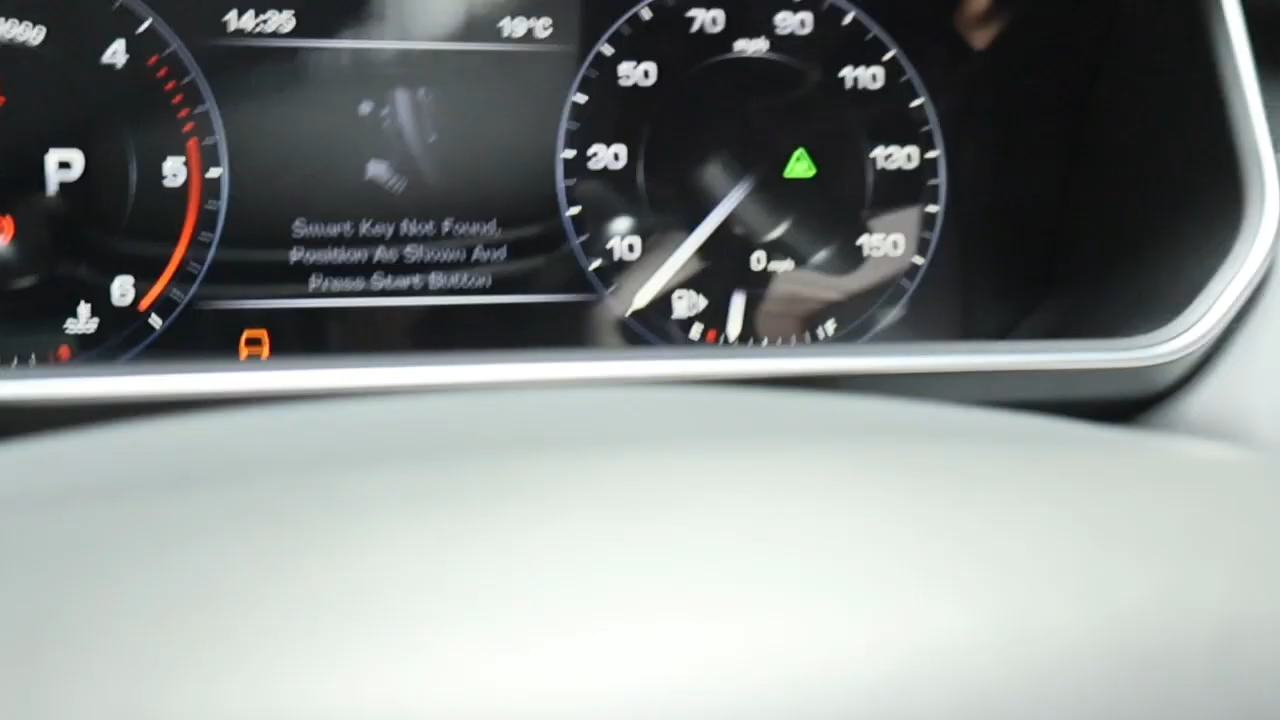 14:35 19°C
Smart Key Not Found,
Position As Shown And
Press Start Button
4
5
6
P
70 90
mph
50 110
30 130
10 150
0 mph
E F